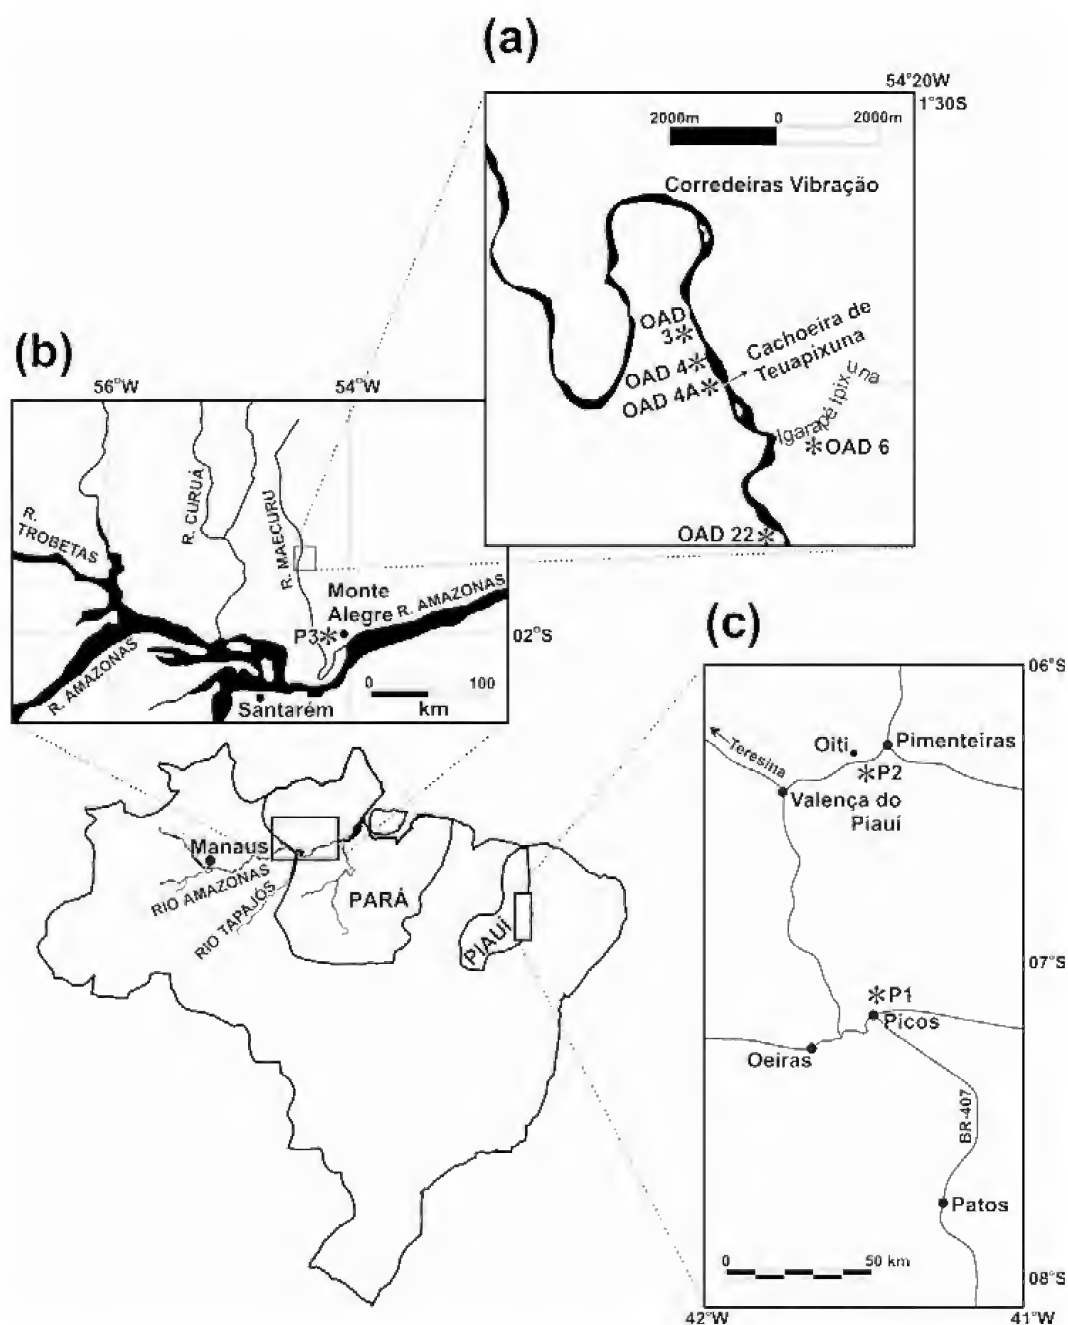 (a)
54°20W
1°30S
2000m 0 2000m
Corredeiras Vibração
OAD
3
OAD 4
OAD 4A
Cachoeira de
Teuapixuna
Igarapé Ipixuna
OAD 6
OAD 22
(b)
56°W
54°W
R.
TROBETAS
R. CURUÁ
R. MAECURU
Monte
Alegre
R. AMAZONAS
P3
02°S
R. AMAZONAS
Santarém
0 100
km
Manaus
RIO AMAZONAS
RIO TAPAJÓS
PARÁ
PIAUÍ
(c)
06°S
Teresina
Oiti
Pimenteiras
P2
Valença do
Piauí
07°S
P1
Picos
Oeiras
BR-407
Patos
0 50 km
08°S
42°W
41°W